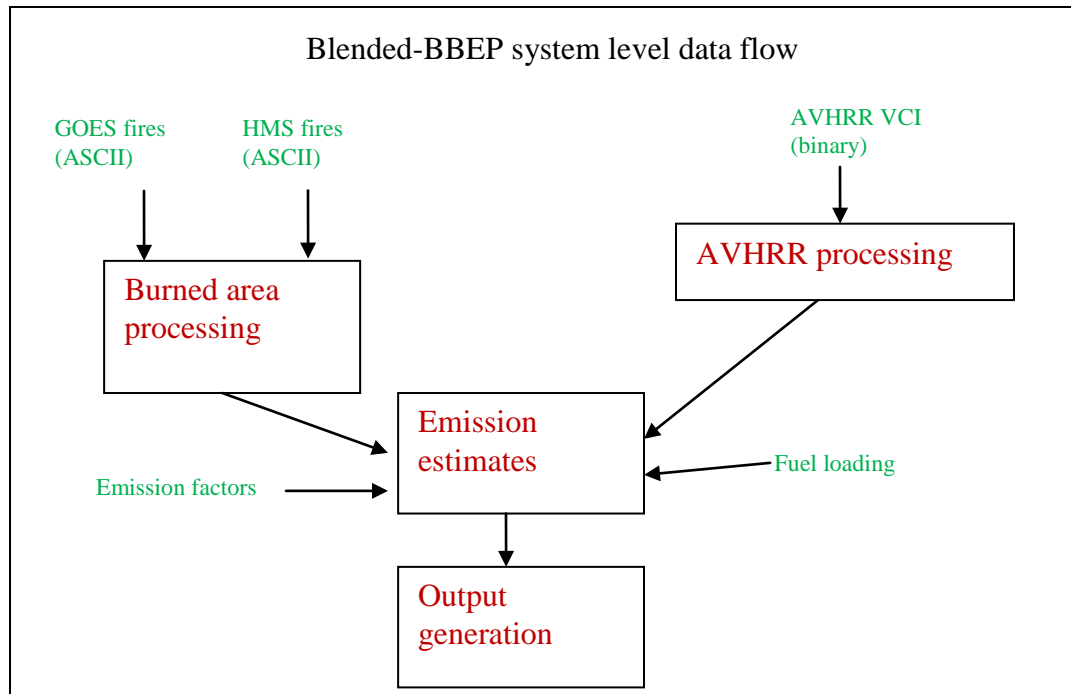 Blended-BBEP system level data flow
GOES fires
(ASCII)
HMS fires
(ASCII)
AVHRR VCI
(binary)
Burned area
processing
AVHRR processing
Emission
estimates
Emission factors
Fuel loading
Output
generation